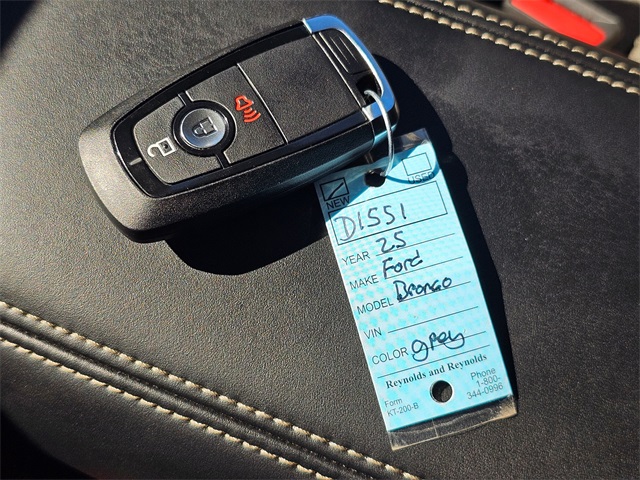 NEW USED
D1551
YEAR 25
MAKE Ford
MODEL Bronco
VIN
COLOR grey
Reynolds and Reynolds
Form
KT-200-B
Phone
1-800-
344-0996